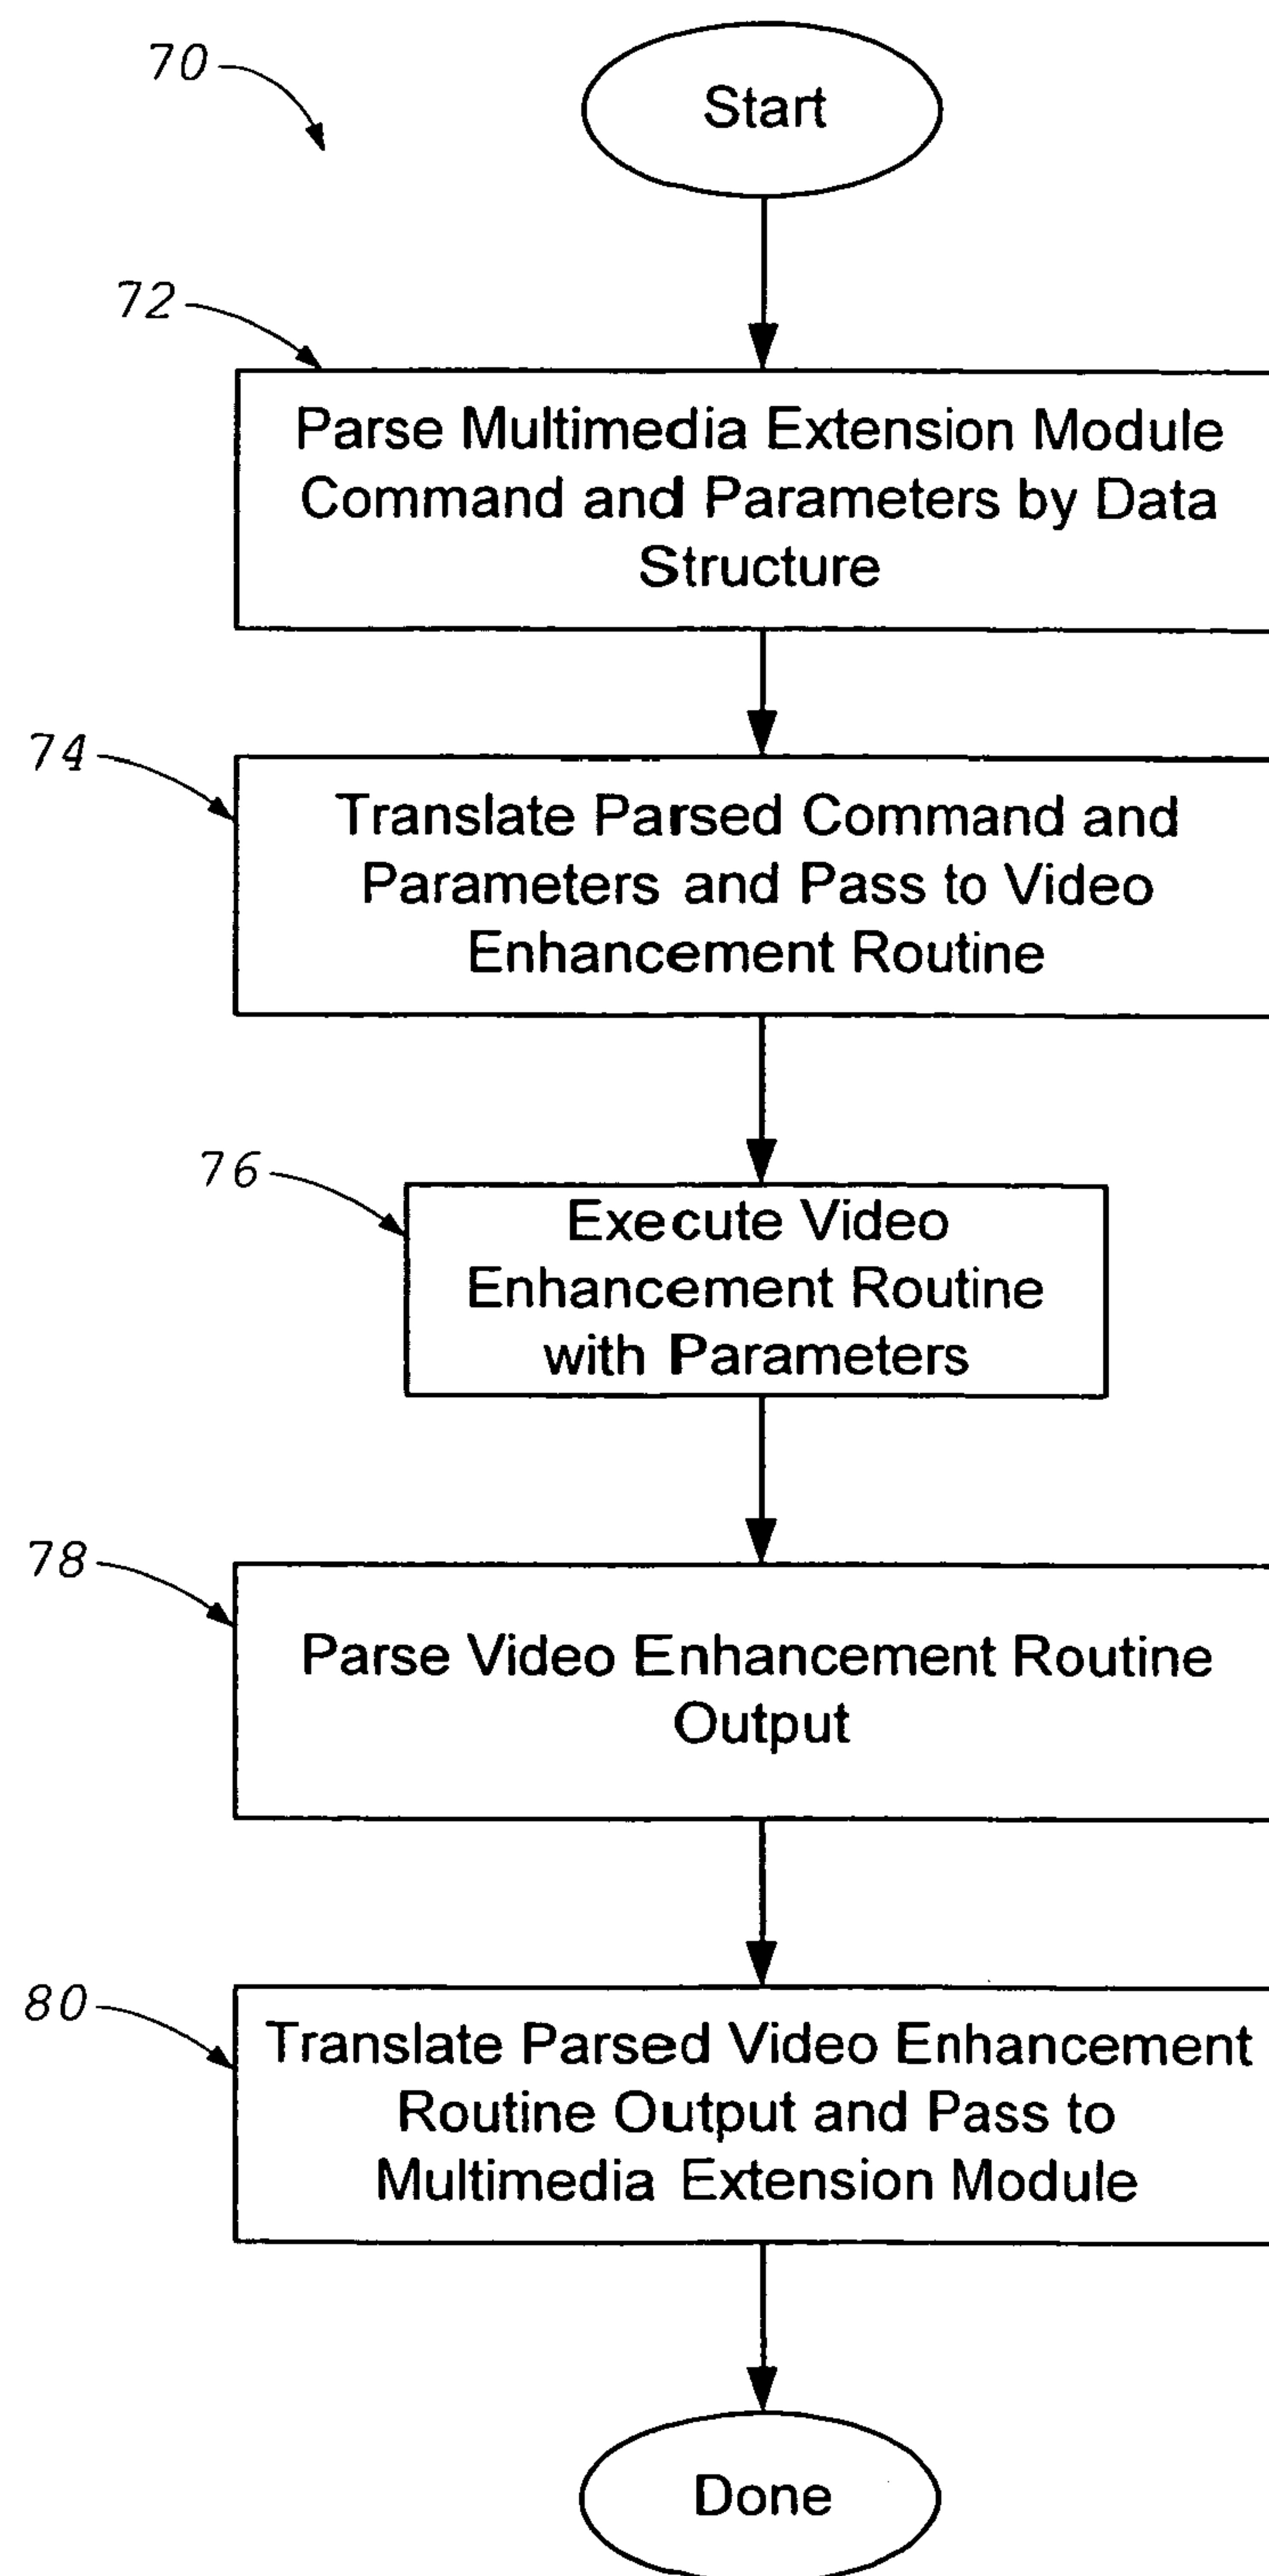 70
Start
72
Parse Multimedia Extension Module
Command and Parameters by Data
Structure
74
Translate Parsed Command and
Parameters and Pass to Video
Enhancement Routine
76
Execute Video
Enhancement Routine
with Parameters
78
Parse Video Enhancement Routine
Output
80
Translate Parsed Video Enhancement
Routine Output and Pass to
Multimedia Extension Module
Done